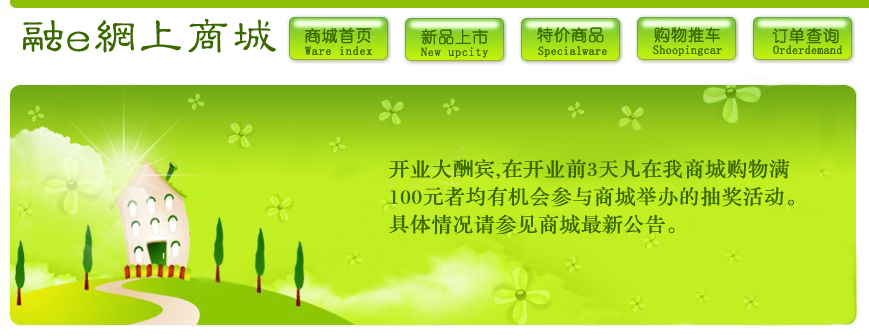 融e網上商城
商城首页
Ware index
新品上市
New upcity
特价商品
Specialware
购物推车
Shoopingcar
订单查询
Orderdemand
开业大酬宾,在开业前3天凡在我商城购物满
100元者均有机会参与商城举办的抽奖活动。
具体情况请参见商城最新公告。